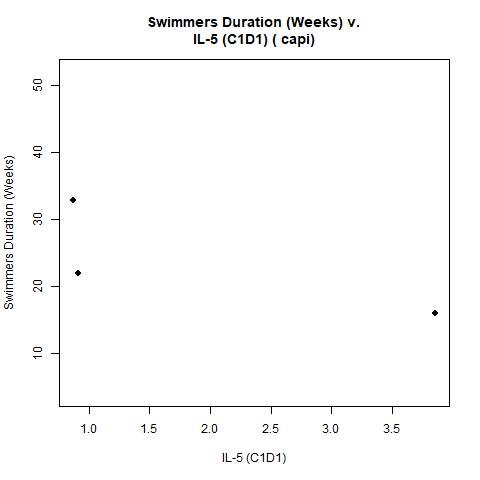 Swimmers Duration (Weeks) v.
IL-5 (C1D1) ( capi)
Swimmers Duration (Weeks)
50
40
30
20
10
1.0 1.5 2.0 2.5 3.0 3.5
IL-5 (C1D1)